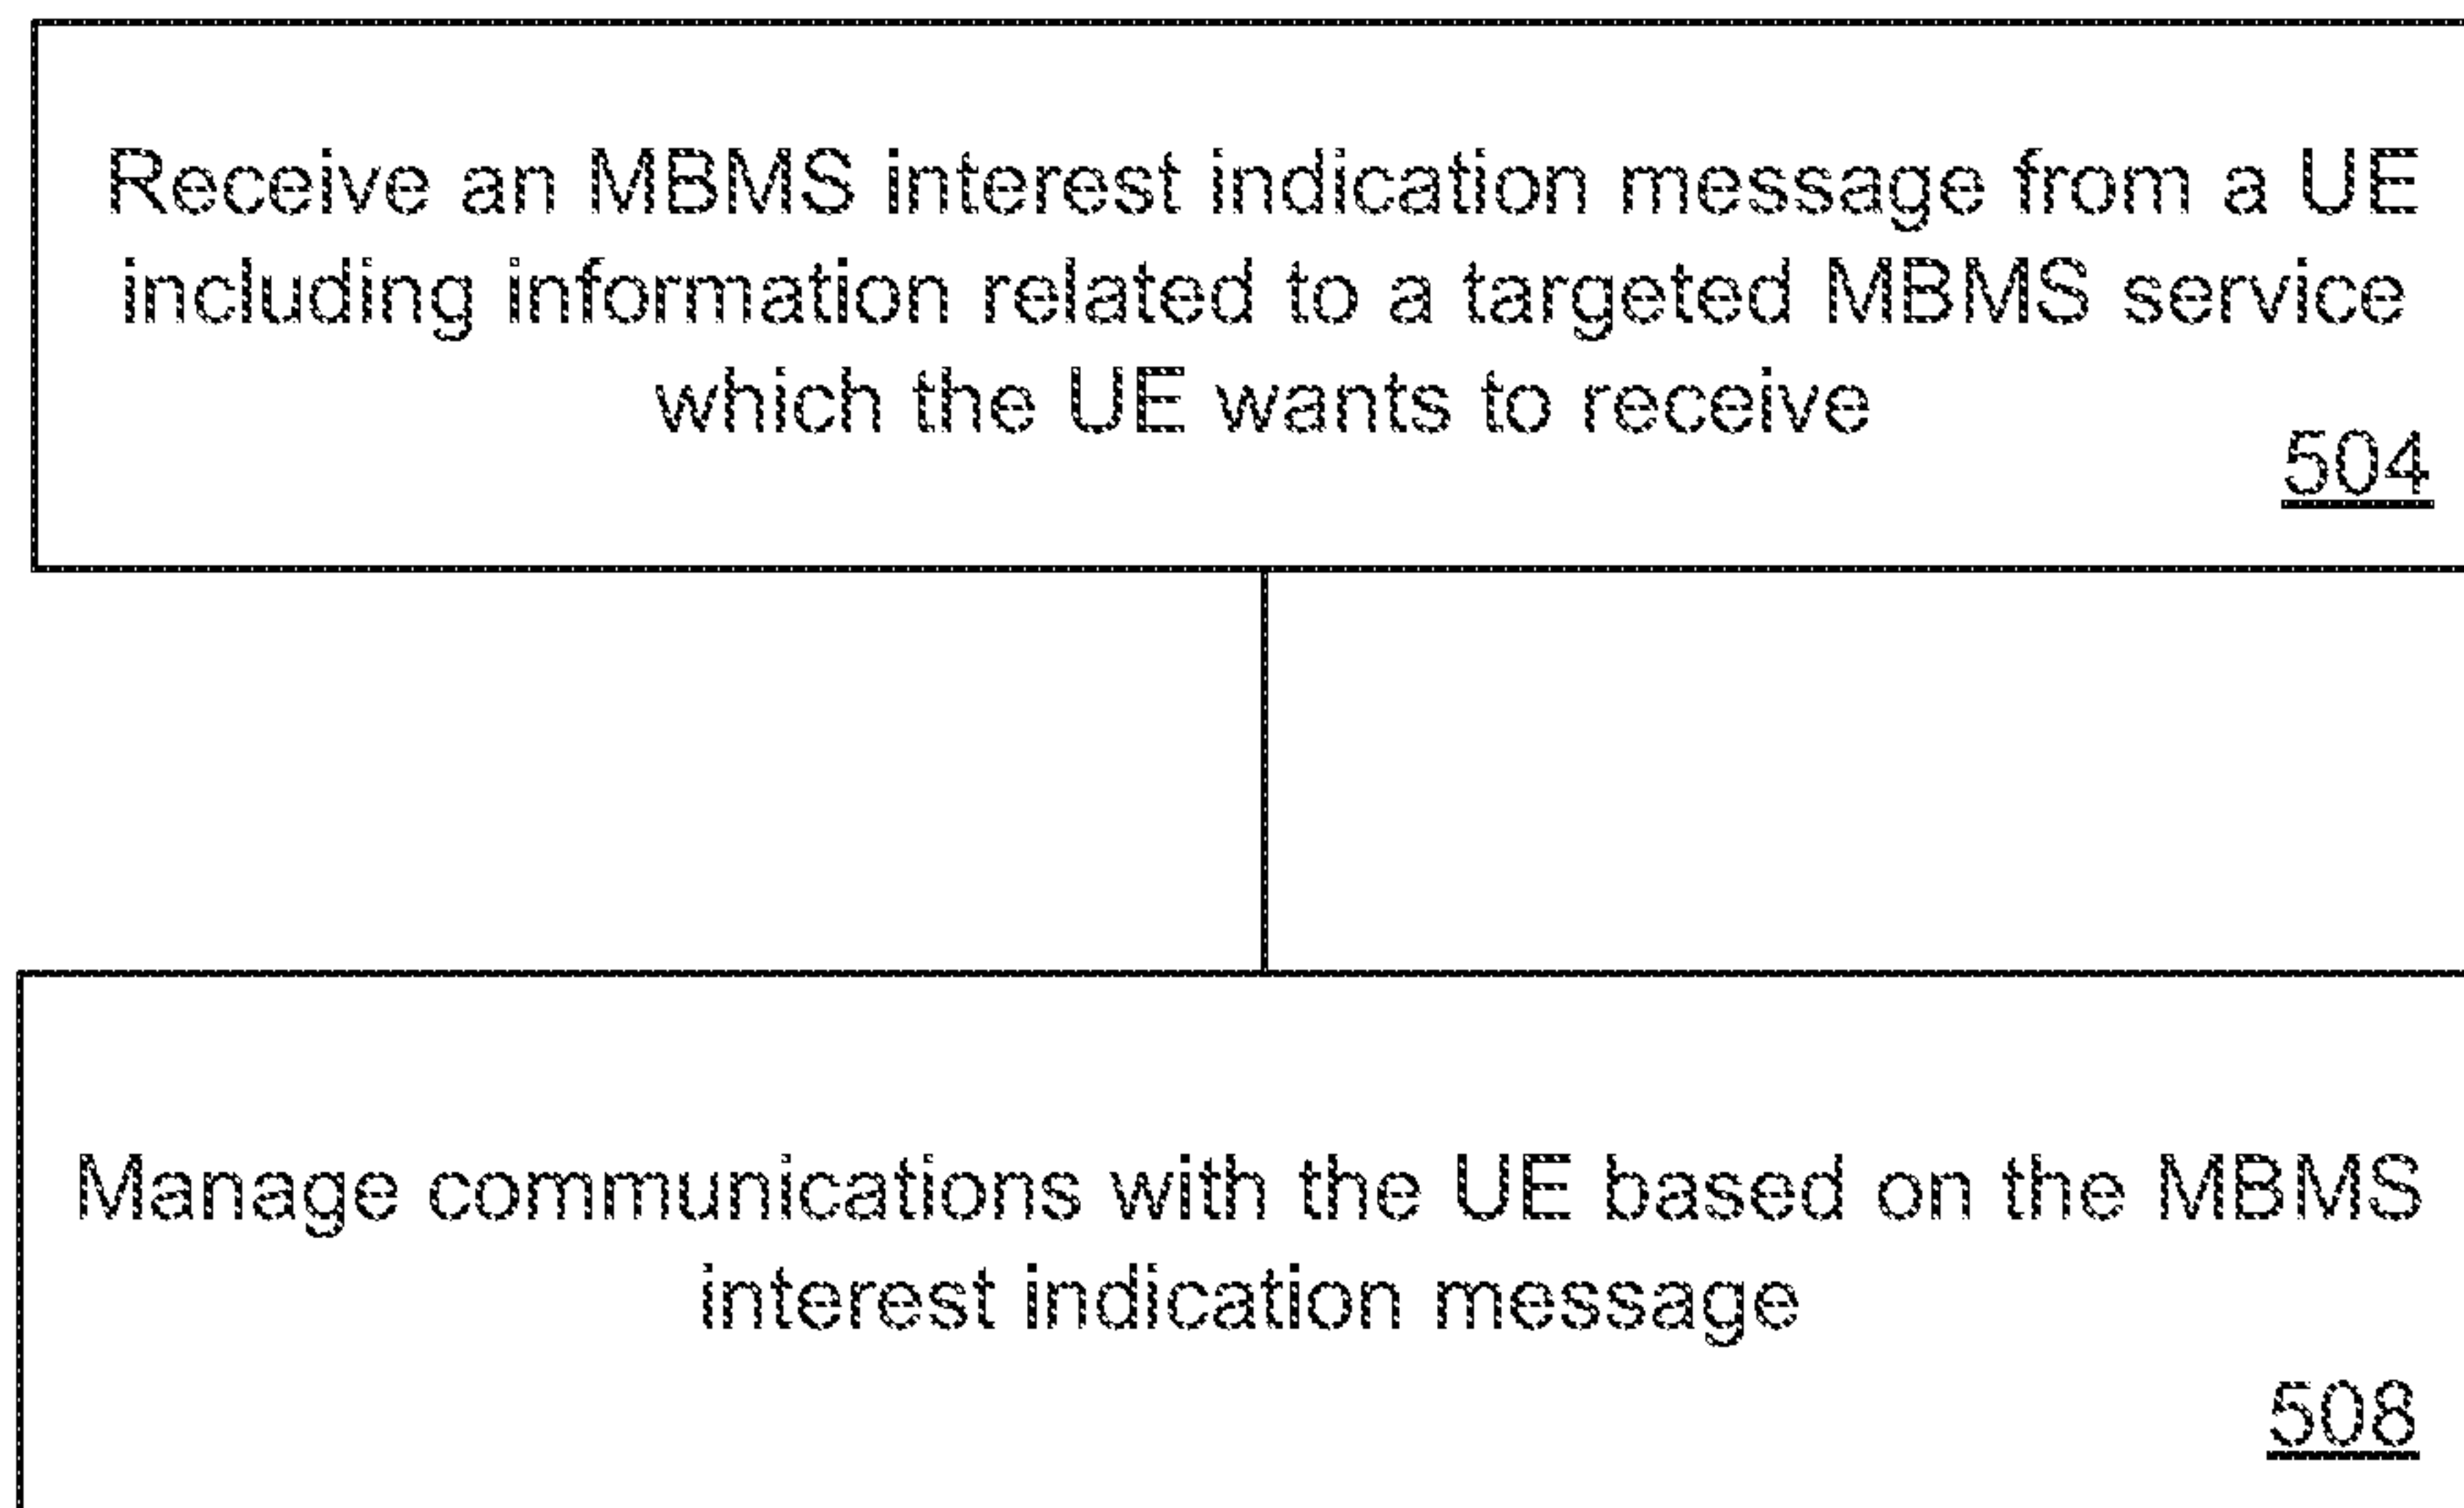 Receive an MBMS interest indication message from a UE
including information related to a targeted MBMS service
which the UE wants to receive
504
Manage communications with the UE based on the MBMS
interest indication message
508